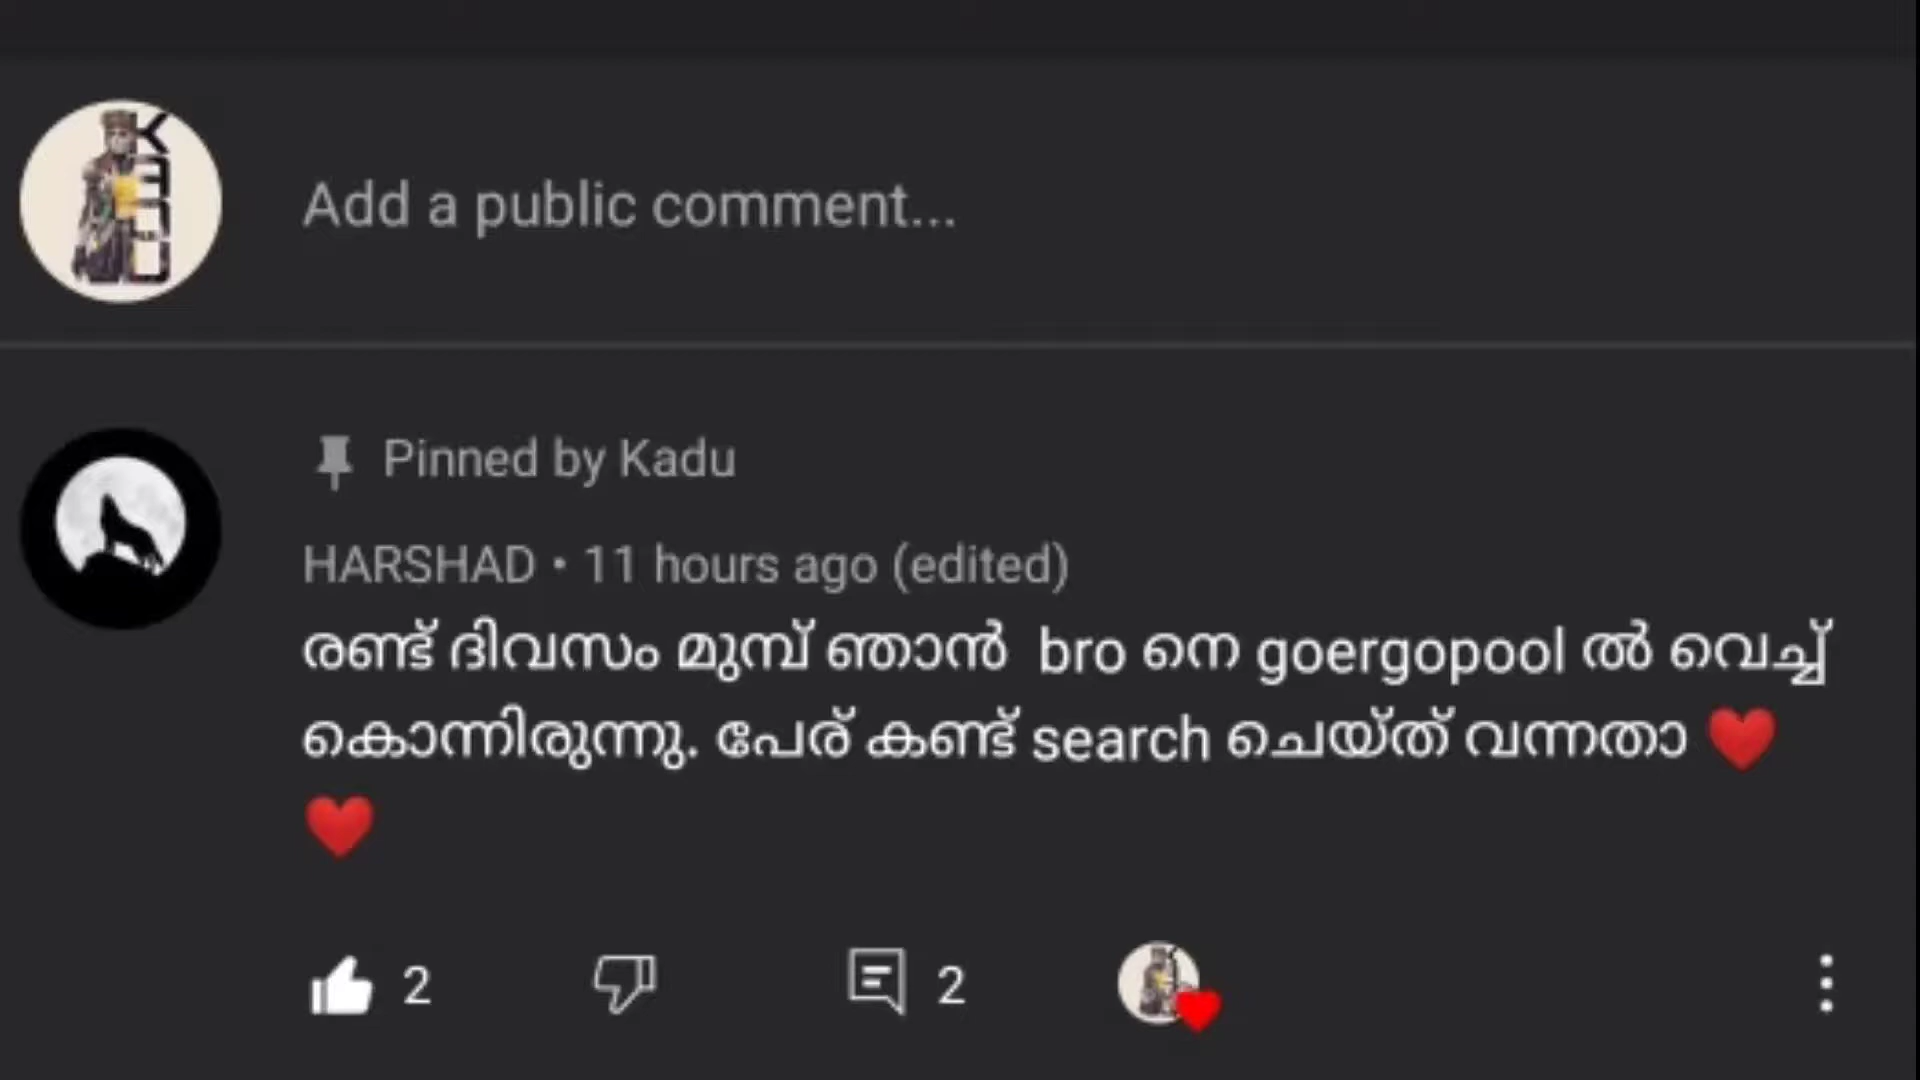 KADU
Add a public comment...
Pinned by Kadu
HARSHAD • 11 hours ago (edited)
രണ്ട് ദിവസം മുമ്പ് ഞാൻ bro നെ goergopool ൽ വെച്ച്
കൊന്നിരുന്നു. പേര് കണ്ട് search ചെയ്ത് വന്നതാ ❤️
❤️
2 2